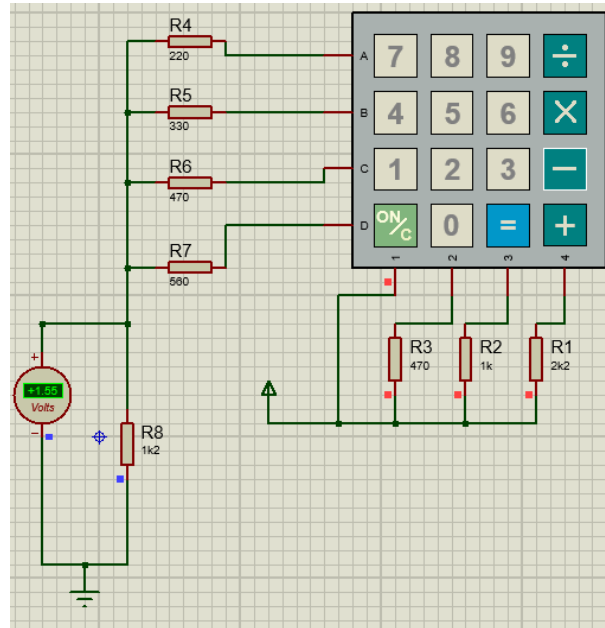 R4
220
A
7 8 9 ÷
R5
330
B
4 5 6 ×
R6
470
C
1 2 3 −
R7
560
D
ON/C 0 = +
1 2 3 4
R3
470
R2
1k
R1
2k2
+
+1.55
Volts
−
R8
1k2